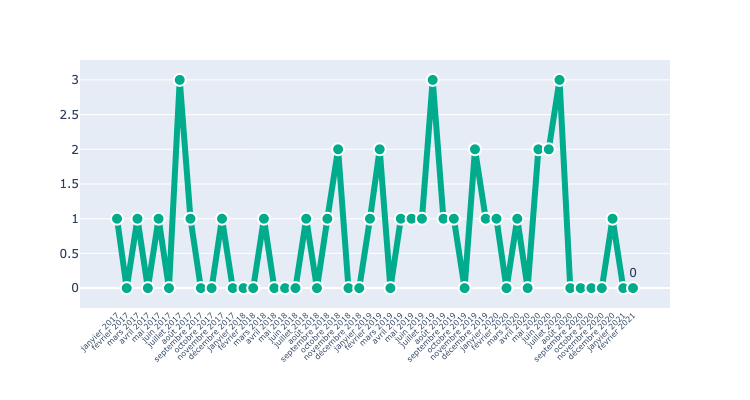 3
2.5
2
1.5
1
0.5
0
0
janvier 2017
février 2017
mars 2017
avril 2017
mai 2017
juin 2017
juillet 2017
août 2017
septembre 2017
octobre 2017
novembre 2017
décembre 2017
janvier 2018
février 2018
mars 2018
avril 2018
mai 2018
juin 2018
juillet 2018
août 2018
septembre 2018
octobre 2018
novembre 2018
décembre 2018
janvier 2019
février 2019
mars 2019
avril 2019
mai 2019
juin 2019
juillet 2019
août 2019
septembre 2019
octobre 2019
novembre 2019
décembre 2019
janvier 2020
février 2020
mars 2020
avril 2020
mai 2020
juin 2020
juillet 2020
août 2020
septembre 2020
octobre 2020
novembre 2020
décembre 2020
janvier 2021
février 2021